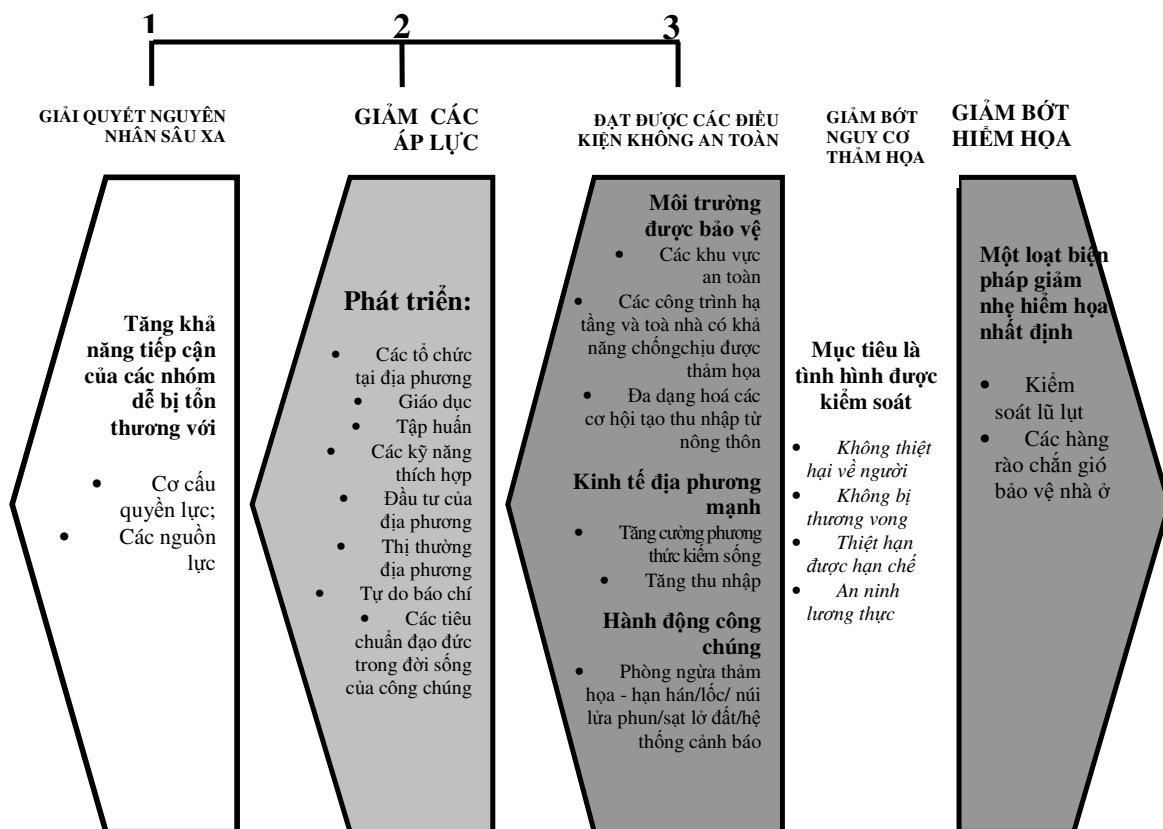 1
2
3
GIẢI QUYẾT NGUYÊN
NHÂN SÂU XA
GIẢM CÁC
ÁP LỰC
ĐẠT ĐƯỢC CÁC ĐIỀU
KIỆN KHÔNG AN TOÀN
GIẢM BỚT
NGUY CƠ
THẢM HỌA
GIẢM BỚT
HIỂM HỌA
Tăng khả
năng tiếp cận
của các nhóm
dễ bị tổn
thương với
• Cơ cấu
quyền lực;
• Các nguồn
lực
Phát triển:
• Các tổ chức
tại địa phương
• Giáo dục
• Tập huấn
• Các kỹ năng
thích hợp
• Đầu tư của
địa phương
• Thị thường
địa phương
• Tự do báo chí
• Các tiêu
chuẩn đạo đức
trong đời sống
của công chúng
Môi trường
được bảo vệ
• Các khu vực
an toàn
• Các công trình hạ
tầng và toà nhà có khả
năng chốngchịu được
thảm họa
• Đa dạng hoá các
cơ hội tạo thu nhập từ
nông thôn
Kinh tế địa phương
mạnh
• Tăng cường phương
thức kiếm sống
• Tăng thu nhập
Hành động công
chúng
• Phòng ngừa thảm
họa - hạn hán/lốc/ núi
lửa phun/sạt lở đất/hệ
thống cảnh báo
Mục tiêu là
tình hình được
kiểm soát
• Không thiệt
hại về người
• Không bị
thương vong
• Thiệt hạn
được hạn chế
• An ninh
lương thực
Một loạt biện
pháp giảm
nhẹ hiểm họa
nhất định
• Kiểm
soát lũ lụt
• Các hàng
rào chắn gió
bảo vệ nhà ở